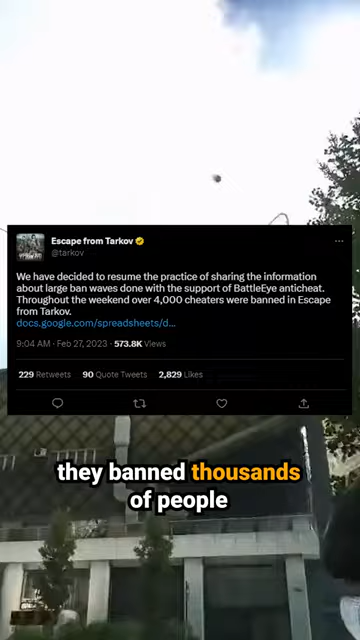 Escape from Tarkov
@tarkov
We have decided to resume the practice of sharing the information
about large ban waves done with the support of BattleEye anticheat.
Throughout the weekend over 4,000 cheaters were banned in Escape
from Tarkov.
docs.google.com/spreadsheets/d...
9:04 AM · Feb 27, 2023 · 573.8K Views
229 Retweets 90 Quote Tweets 2,829 Likes
they banned thousands
of people